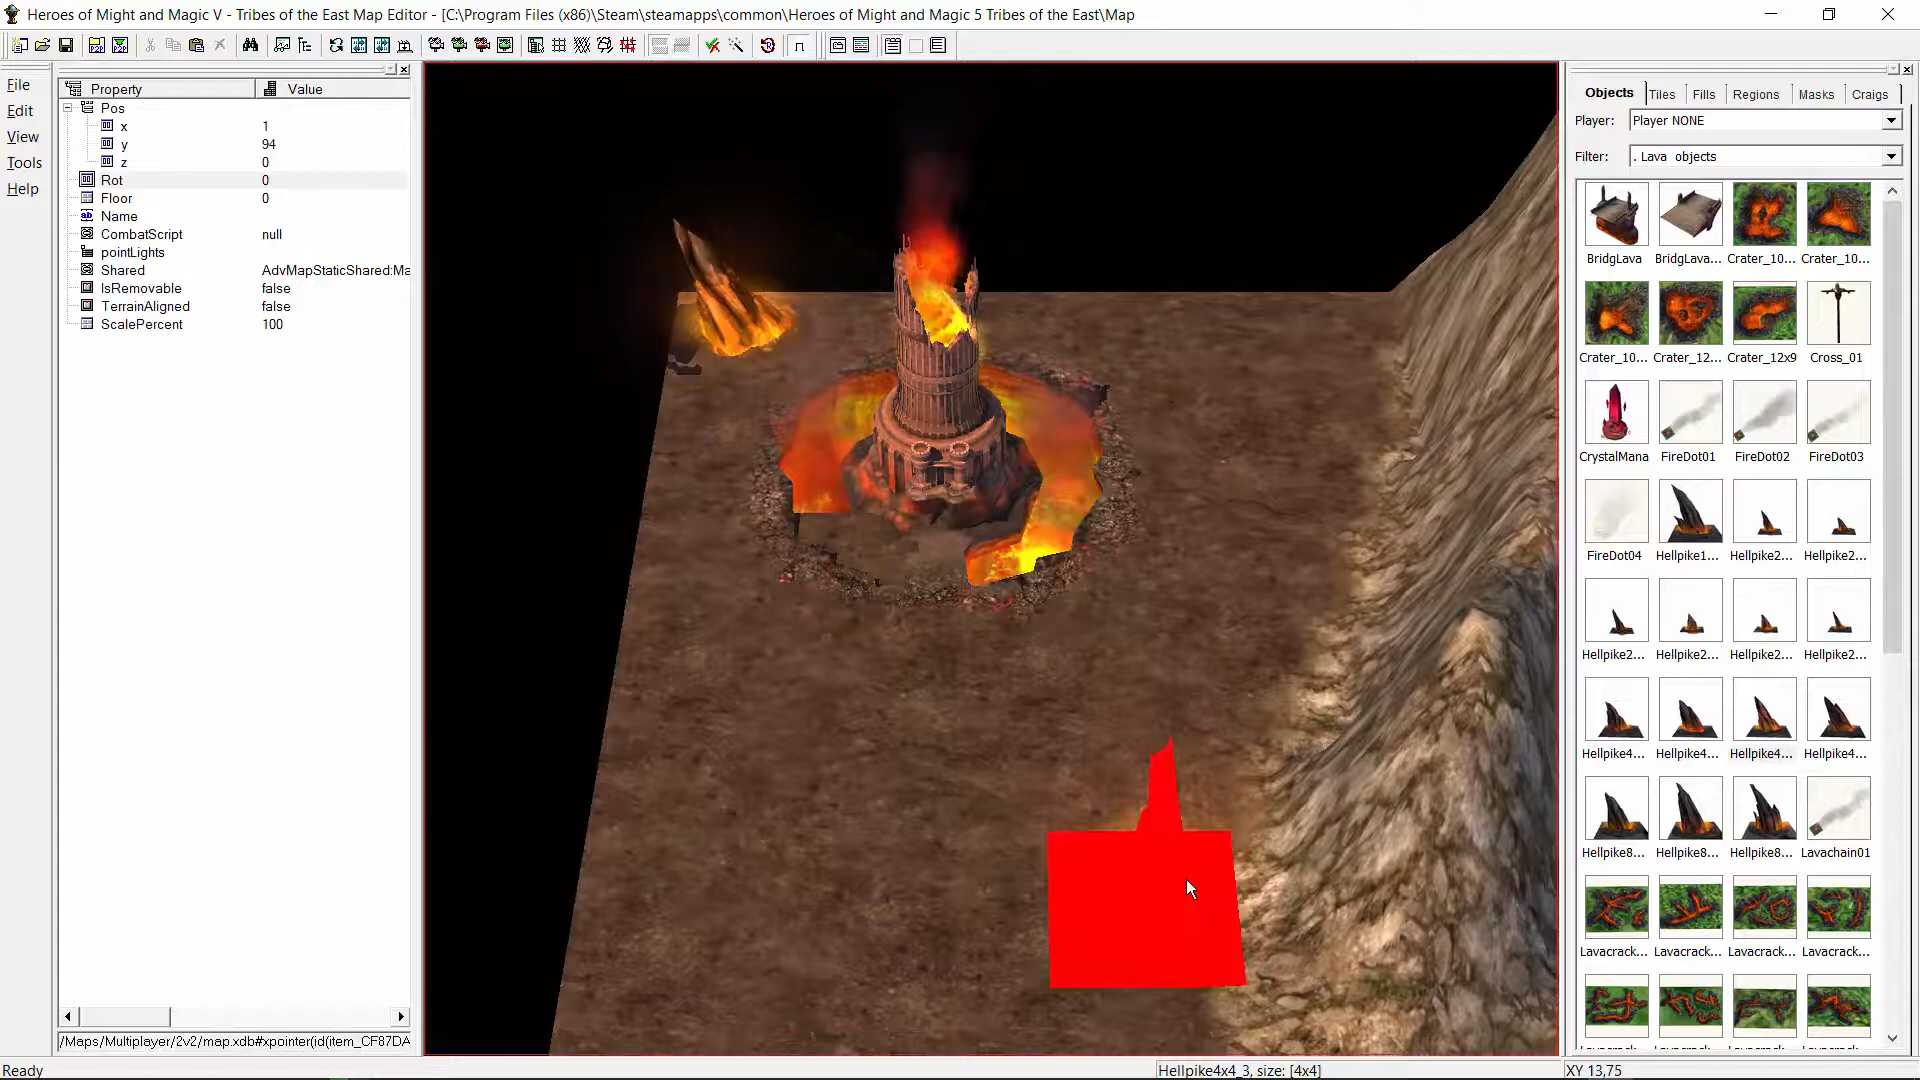 Heroes of Might and Magic V - Tribes of the East Map Editor - [C:\Program Files (x86)\Steam\steamapps\common\Heroes of Might and Magic 5 Tribes of the East\Map
File
Edit
View
Tools
Help
Property Value
Pos
x 1
y 94
z 0
Rot 0
Floor 0
Name
CombatScript null
pointLights
Shared AdvMapStaticShared:Ma
IsRemovable false
TerrainAligned false
ScalePercent 100
/Maps/Multiplayer/2v2/map.xdb#xpointer(id(item_CF87DA
Objects Tiles Fills Regions Masks Craigs
Player: Player NONE
Filter: . Lava objects
BridgLava BridgLava... Crater_10... Crater_10...
Crater_10... Crater_12... Crater_12x9 Cross_01
CrystalMana FireDot01 FireDot02 FireDot03
FireDot04 Hellpike1... Hellpike2... Hellpike2...
Hellpike2... Hellpike2... Hellpike2... Hellpike2...
Hellpike4... Hellpike4... Hellpike4... Hellpike4...
Hellpike8... Hellpike8... Hellpike8... Lavachain01
Lavacrack... Lavacrack... Lavacrack... Lavacrack...
Ready Hellpike4x4_3, size: [4x4] XY 13,75